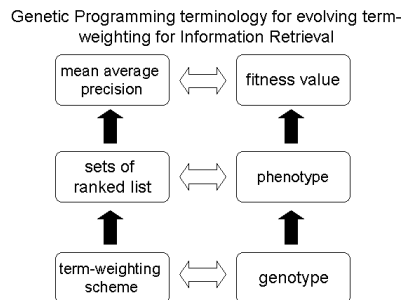 Genetic Programming terminology for evolving term-
weighting for Information Retrieval
mean average
precision
fitness value
sets of
ranked list
phenotype
term-weighting
scheme
genotype